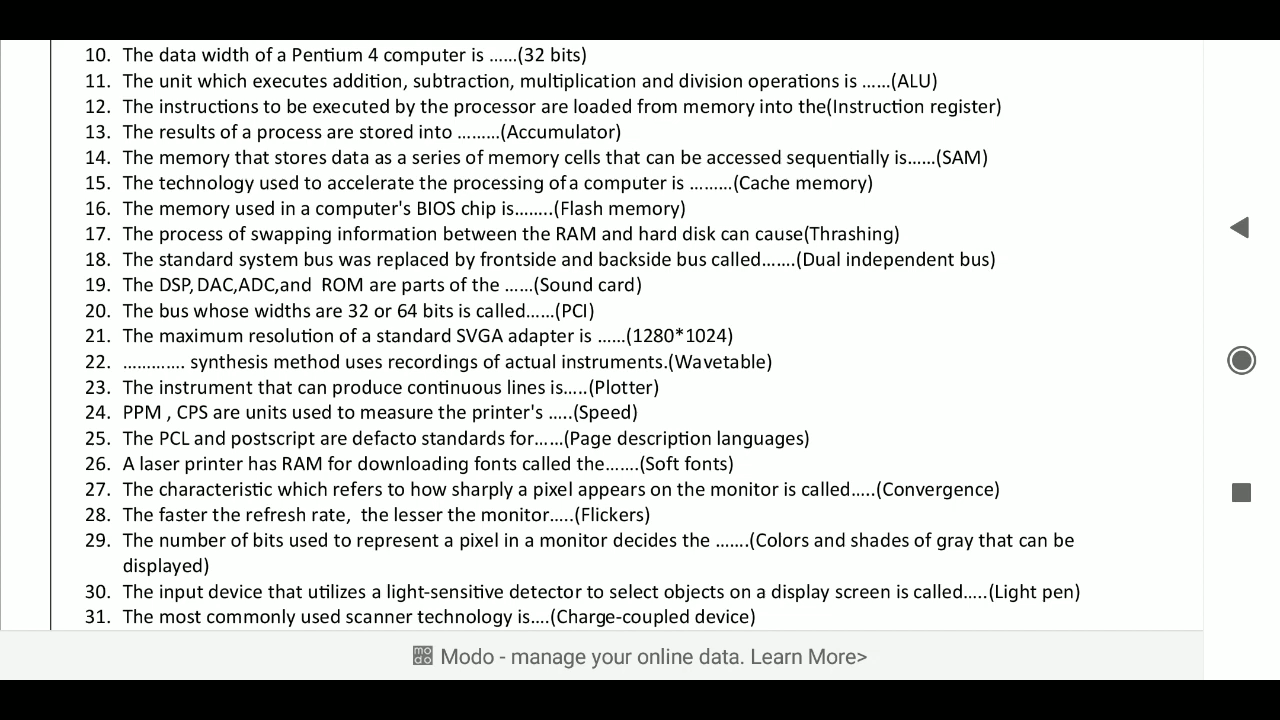 10. The data width of a Pentium 4 computer is ......(32 bits)
11. The unit which executes addition, subtraction, multiplication and division operations is ......(ALU)
12. The instructions to be executed by the processor are loaded from memory into the(Instruction register)
13. The results of a process are stored into .........(Accumulator)
14. The memory that stores data as a series of memory cells that can be accessed sequentially is......(SAM)
15. The technology used to accelerate the processing of a computer is .........(Cache memory)
16. The memory used in a computer's BIOS chip is........(Flash memory)
17. The process of swapping information between the RAM and hard disk can cause(Thrashing)
18. The standard system bus was replaced by frontside and backside bus called.......(Dual independent bus)
19. The DSP, DAC,ADC,and ROM are parts of the ......(Sound card)
20. The bus whose widths are 32 or 64 bits is called......(PCI)
21. The maximum resolution of a standard SVGA adapter is ......(1280*1024)
22. ............. synthesis method uses recordings of actual instruments.(Wavetable)
23. The instrument that can produce continuous lines is.....(Plotter)
24. PPM , CPS are units used to measure the printer's .....(Speed)
25. The PCL and postscript are defacto standards for......(Page description languages)
26. A laser printer has RAM for downloading fonts called the.......(Soft fonts)
27. The characteristic which refers to how sharply a pixel appears on the monitor is called.....(Convergence)
28. The faster the refresh rate, the lesser the monitor.....(Flickers)
29. The number of bits used to represent a pixel in a monitor decides the .......(Colors and shades of gray that can be
displayed)
30. The input device that utilizes a light-sensitive detector to select objects on a display screen is called.....(Light pen)
31. The most commonly used scanner technology is....(Charge-coupled device)
modo Modo - manage your online data. Learn More>